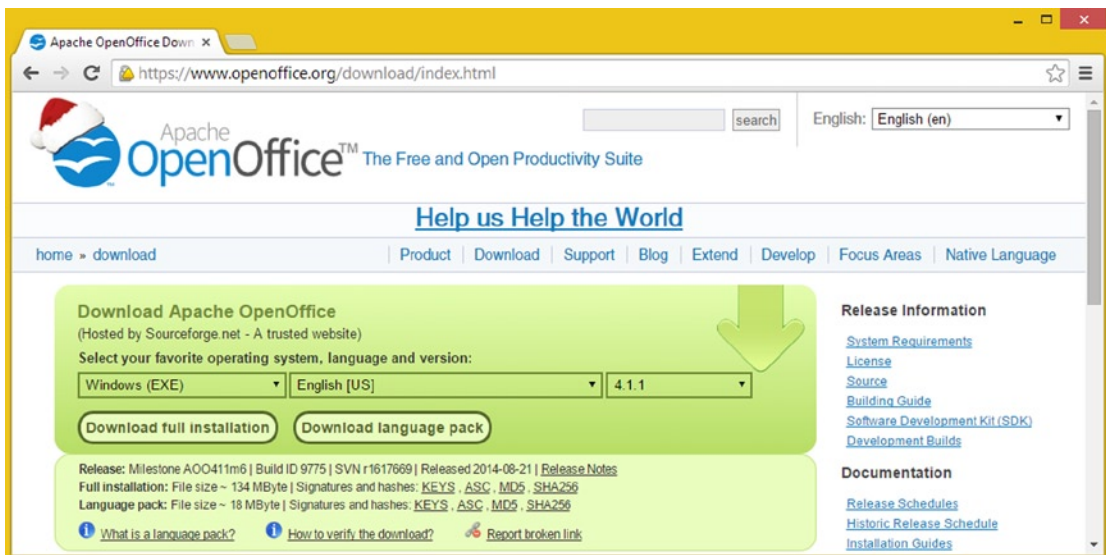 Apache OpenOffice Down
https://www.openoffice.org/download/index.html
Apache
OpenOffice™ The Free and Open Productivity Suite
search
English: English (en)
Help us Help the World
home » download
Product | Download | Support | Blog | Extend | Develop | Focus Areas | Native Language
Download Apache OpenOffice
(Hosted by Sourceforge.net - A trusted website)
Select your favorite operating system, language and version:
Windows (EXE) English [US] 4.1.1
Download full installation Download language pack
Release: Milestone AOO411m6 | Build ID 9775 | SVN r1617669 | Released 2014-08-21 | Release Notes
Full installation: File size ~ 134 MByte | Signatures and hashes: KEYS , ASC , MD5 , SHA256
Language pack: File size ~ 18 MByte | Signatures and hashes: KEYS , ASC , MD5 , SHA256
What is a language pack? How to verify the download? Report broken link
Release Information
System Requirements
License
Source
Building Guide
Software Development Kit (SDK)
Development Builds
Documentation
Release Schedules
Historic Release Schedule
Installation Guides